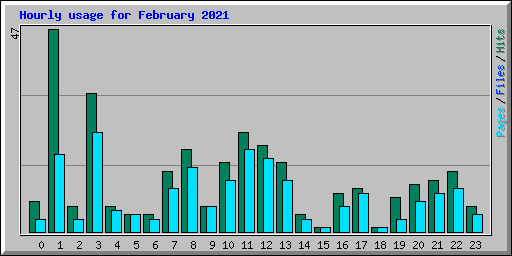 Hourly usage for February 2021
47
Pages / Files / Hits
0 1 2 3 4 5 6 7 8 9 10 11 12 13 14 15 16 17 18 19 20 21 22 23